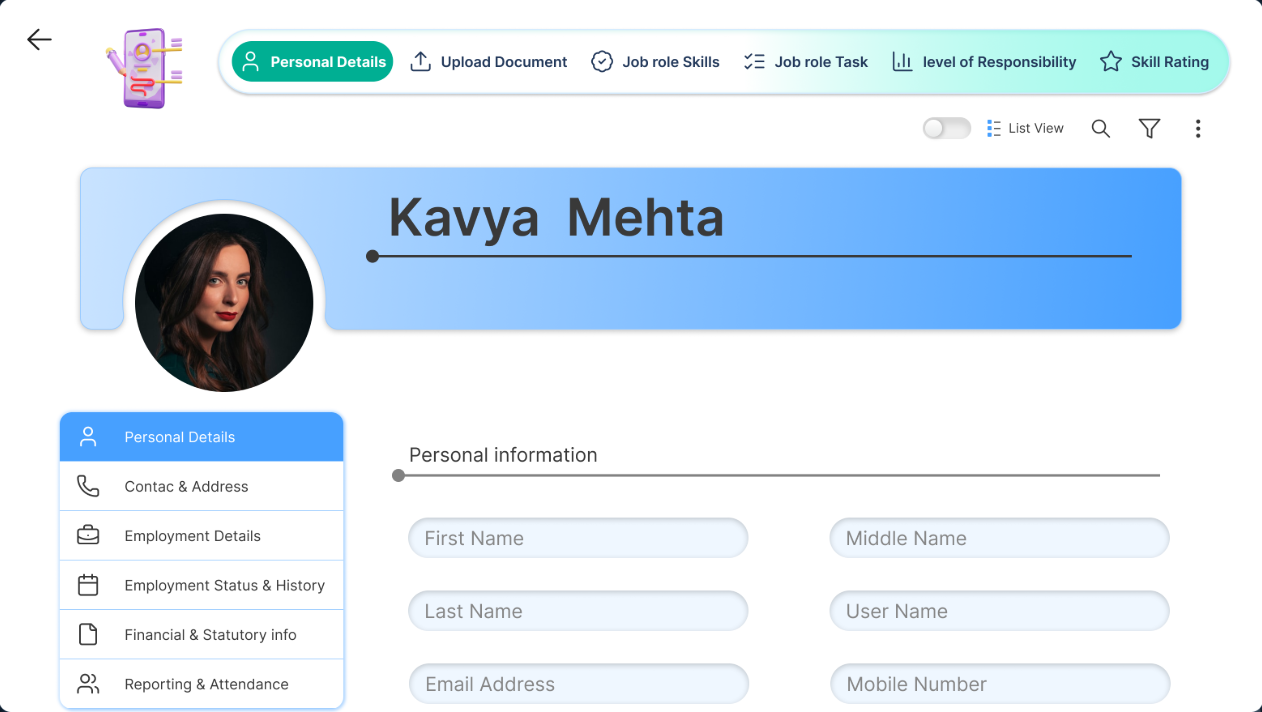 Personal Details Upload Document Job role Skills Job role Task level of Responsibility Skill Rating
List View
Kavya Mehta
Personal Details
Contac & Address
Employment Details
Employment Status & History
Financial & Statutory info
Reporting & Attendance
Personal information
First Name Middle Name
Last Name User Name
Email Address Mobile Number